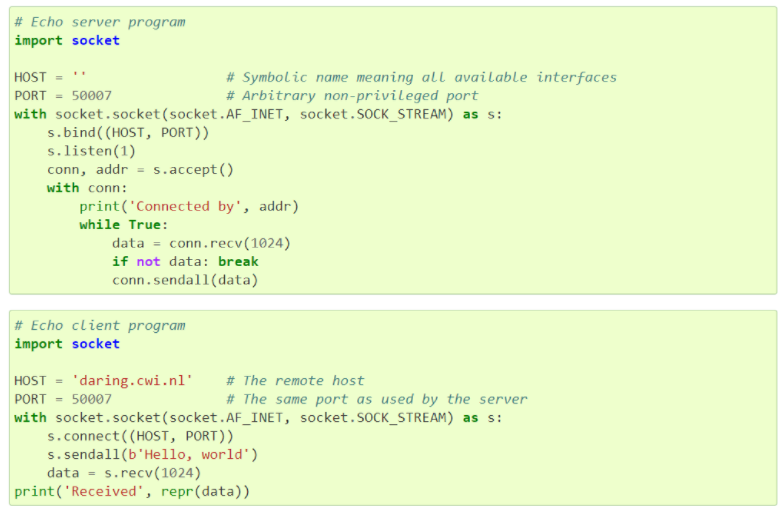 # Echo server program
import socket

HOST = ''                 # Symbolic name meaning all available interfaces
PORT = 50007              # Arbitrary non-privileged port
with socket.socket(socket.AF_INET, socket.SOCK_STREAM) as s:
    s.bind((HOST, PORT))
    s.listen(1)
    conn, addr = s.accept()
    with conn:
        print('Connected by', addr)
        while True:
            data = conn.recv(1024)
            if not data: break
            conn.sendall(data)

# Echo client program
import socket

HOST = 'daring.cwi.nl'    # The remote host
PORT = 50007              # The same port as used by the server
with socket.socket(socket.AF_INET, socket.SOCK_STREAM) as s:
    s.connect((HOST, PORT))
    s.sendall(b'Hello, world')
    data = s.recv(1024)
print('Received', repr(data))